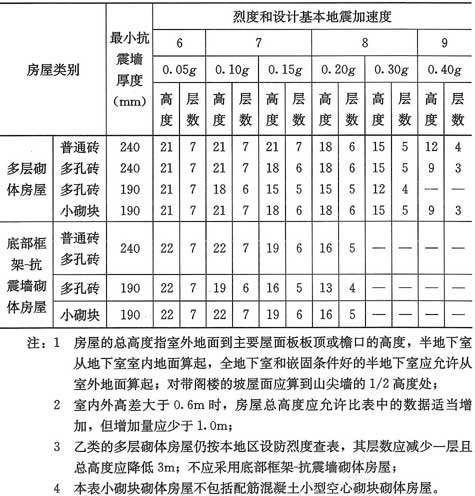 房屋类别 最小抗震墙厚度(mm) 烈度和设计基本地震加速度
6 7 8 9
0.05g 0.10g 0.15g 0.20g 0.30g 0.40g
高度 层数 高度 层数 高度 层数 高度 层数 高度 层数 高度 层数
多层砌体房屋 普通砖 240 21 7 21 7 21 7 18 6 15 5 12 4
多孔砖 240 21 7 21 7 18 6 18 6 15 5 9 3
多孔砖 190 21 7 18 6 15 5 15 5 12 4 — —
小砌块 190 21 7 21 7 18 6 18 6 15 5 9 3
底部框架-抗震墙砌体房屋 普通砖 多孔砖 240 22 7 22 7 19 6 16 5 — — — —
多孔砖 190 22 7 19 6 16 5 13 4 — — — —
小砌块 190 22 7 22 7 19 6 16 5 — — — —
注：1 房屋的总高度指室外地面到主要屋面板板顶或檐口的高度，半地下室
从地下室室内地面算起，全地下室和嵌固条件好的半地下室应允许从
室外地面算起；对带阁楼的坡屋面应算到山尖墙的1/2高度处；
2 室内外高差大于0.6m时，房屋总高度应允许比表中的数据适当增
加，但增加量应少于1.0m；
3 乙类的多层砌体房屋仍按本地区设防烈度查表，其层数应减少一层且
总高度应降低3m；不应采用底部框架-抗震墙砌体房屋；
4 本表小砌块砌体房屋不包括配筋混凝土小型空心砌块砌体房屋。